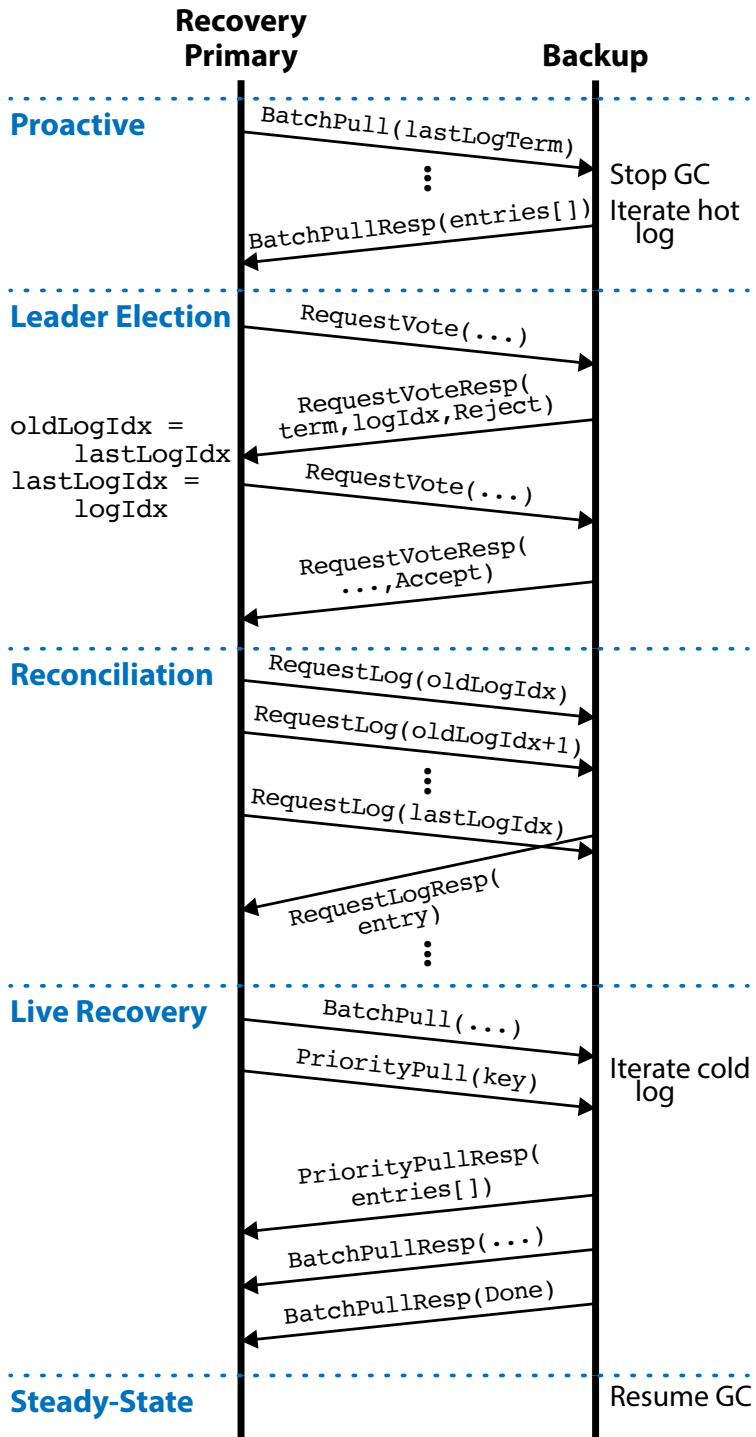 Recovery
Primary
Backup
Proactive
BatchPull(lastLogTerm)
Stop GC
Iterate hot
log
BatchPullResp(entries[])
Leader Election
RequestVote(...)
RequestVoteResp(
term,logIdx,Reject)
oldLogIdx =
lastLogIdx
lastLogIdx =
logIdx
RequestVote(...)
RequestVoteResp(
...,Accept)
Reconciliation
RequestLog(oldLogIdx)
RequestLog(oldLogIdx+1)
RequestLog(lastLogIdx)
RequestLogResp(
entry)
Live Recovery
BatchPull(...)
PriorityPull(key)
Iterate cold
log
PriorityPullResp(
entries[])
BatchPullResp(...)
BatchPullResp(Done)
Steady-State
Resume GC